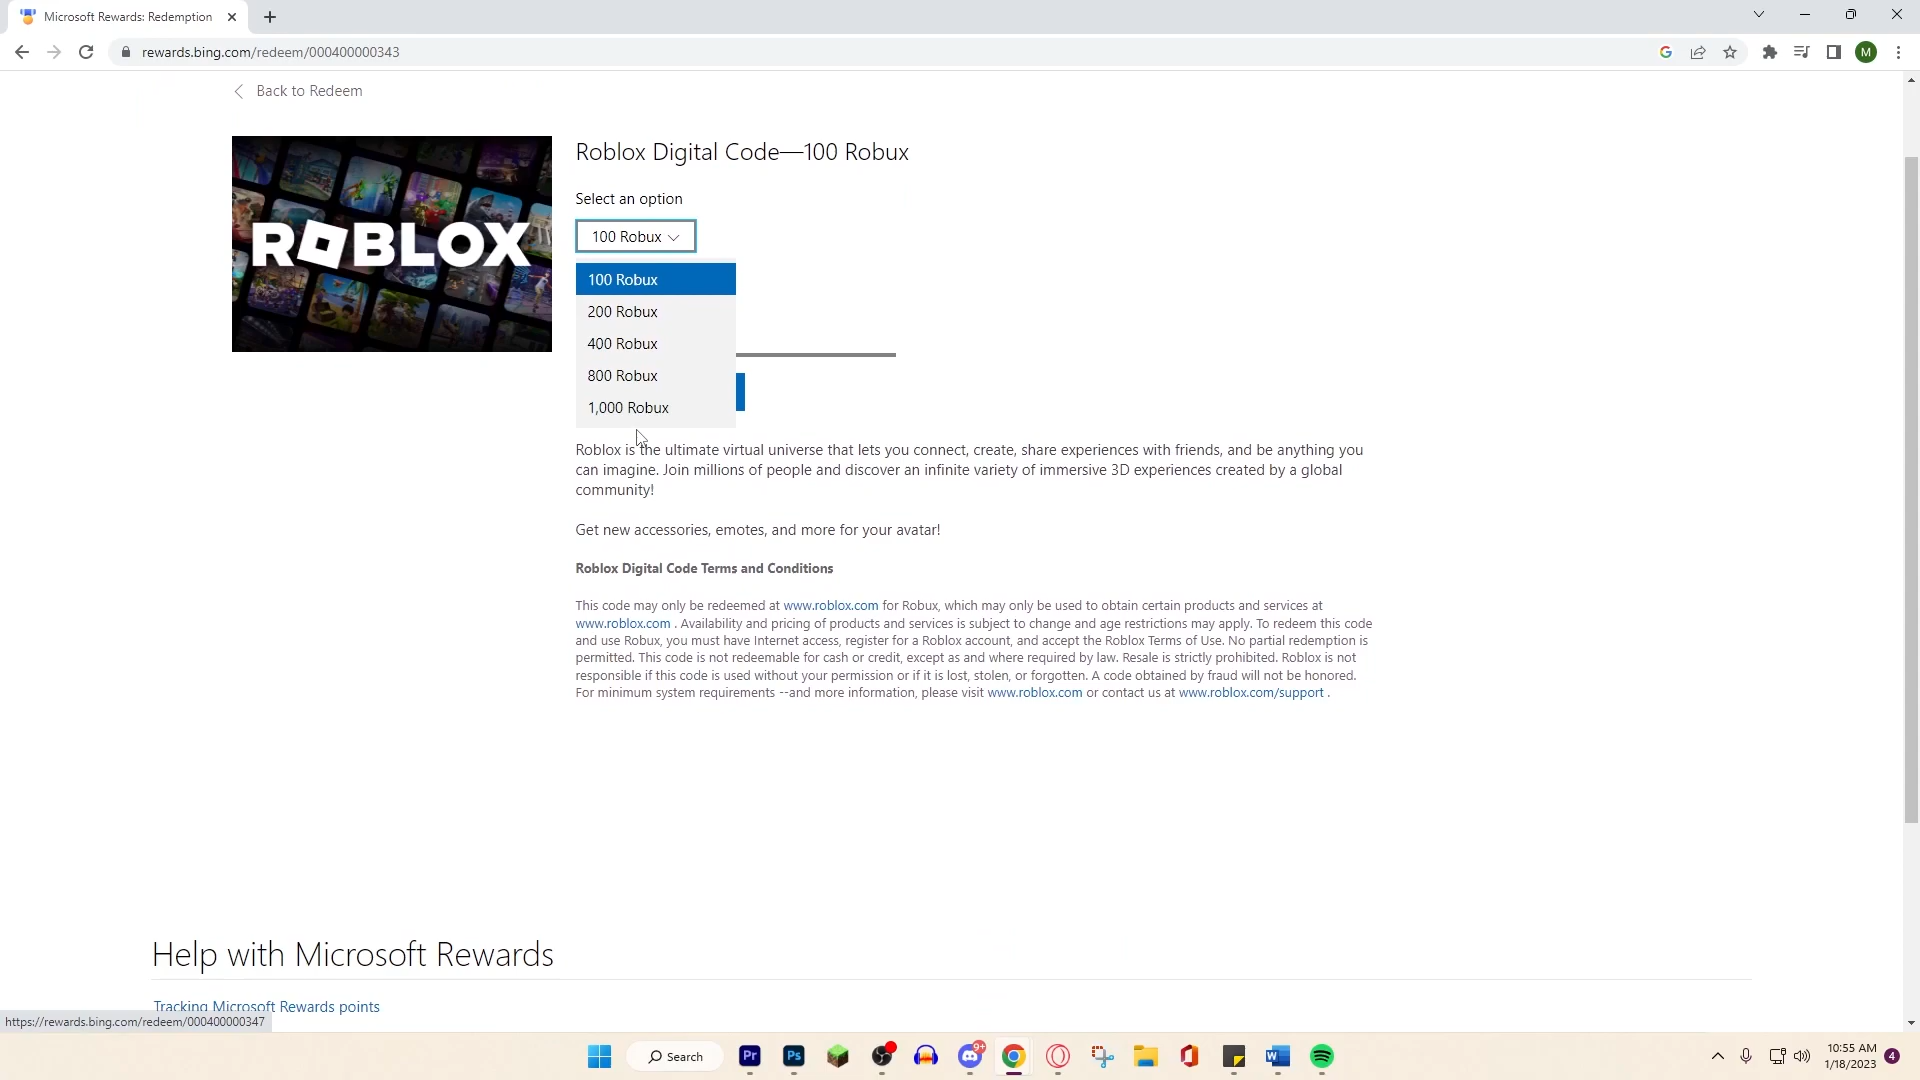 Microsoft Rewards: Redemption
rewards.bing.com/redeem/000400000343
M
Back to Redeem
ROBLOX
Roblox Digital Code—100 Robux
Select an option
100 Robux
100 Robux
200 Robux
400 Robux
800 Robux
1,000 Robux
Roblox is the ultimate virtual universe that lets you connect, create, share experiences with friends, and be anything you
can imagine. Join millions of people and discover an infinite variety of immersive 3D experiences created by a global
community!
Get new accessories, emotes, and more for your avatar!
Roblox Digital Code Terms and Conditions
This code may only be redeemed at www.roblox.com for Robux, which may only be used to obtain certain products and services at
www.roblox.com . Availability and pricing of products and services is subject to change and age restrictions may apply. To redeem this code
and use Robux, you must have Internet access, register for a Roblox account, and accept the Roblox Terms of Use. No partial redemption is
permitted. This code is not redeemable for cash or credit, except as and where required by law. Resale is strictly prohibited. Roblox is not
responsible if this code is used without your permission or if it is lost, stolen, or forgotten. A code obtained by fraud will not be honored.
For minimum system requirements --and more information, please visit www.roblox.com or contact us at www.roblox.com/support .
Help with Microsoft Rewards
Tracking Microsoft Rewards points
https://rewards.bing.com/redeem/000400000347
Search
Pr
Ps
9+
W
10:55 AM
1/18/2023
4